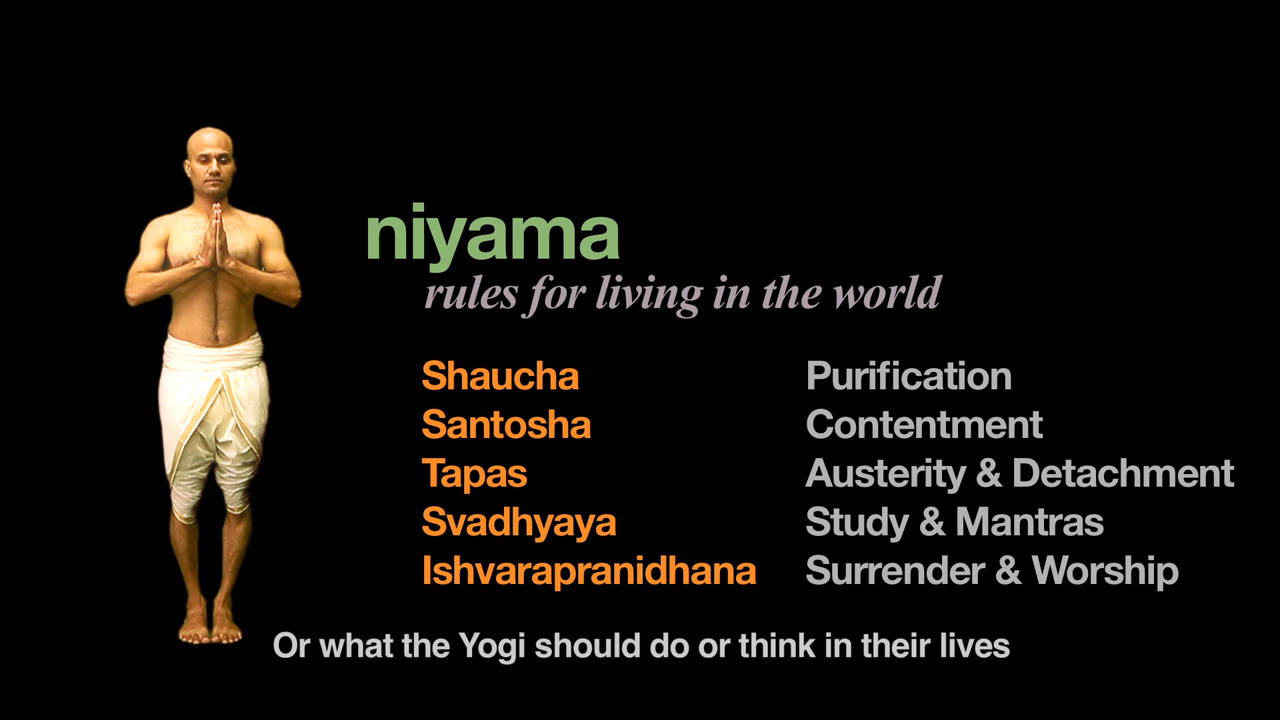 niyama
rules for living in the world
Shaucha Purification
Santosha Contentment
Tapas Austerity & Detachment
Svadhyaya Study & Mantras
Ishvarapranidhana Surrender & Worship
Or what the Yogi should do or think in their lives